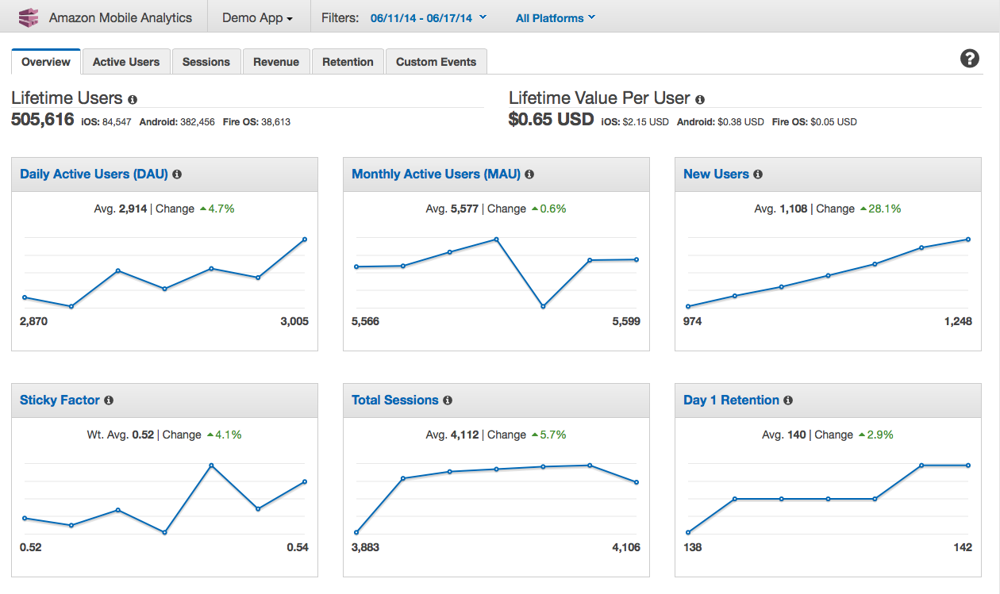 Amazon Mobile Analytics Demo App Filters: 06/11/14 - 06/17/14 All Platforms
Overview Active Users Sessions Revenue Retention Custom Events ?
Lifetime Users i
505,616 iOS: 84,547 Android: 382,456 Fire OS: 38,613
Lifetime Value Per User i
$0.65 USD iOS: $2.15 USD Android: $0.38 USD Fire OS: $0.05 USD
Daily Active Users (DAU) i
Avg. 2,914 | Change 4.7%
2,870 3,005
Monthly Active Users (MAU) i
Avg. 5,577 | Change 0.6%
5,566 5,599
New Users i
Avg. 1,108 | Change 28.1%
974 1,248
Sticky Factor i
Wt. Avg. 0.52 | Change 4.1%
0.52 0.54
Total Sessions i
Avg. 4,112 | Change 5.7%
3,883 4,106
Day 1 Retention i
Avg. 140 | Change 2.9%
138 142